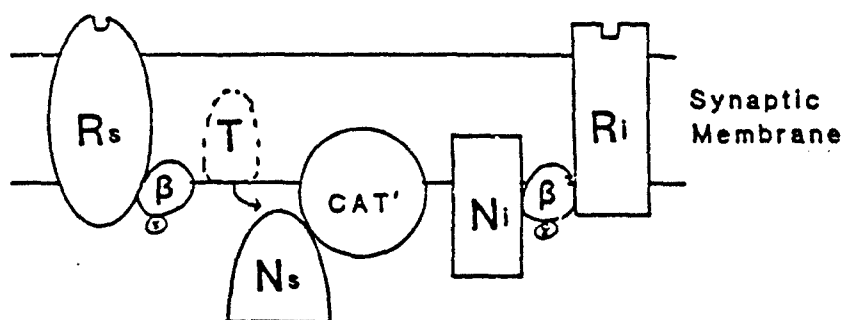 Rs
β
T
CAT'
Ns
Ni
β
Ri
Synaptic
Membrane